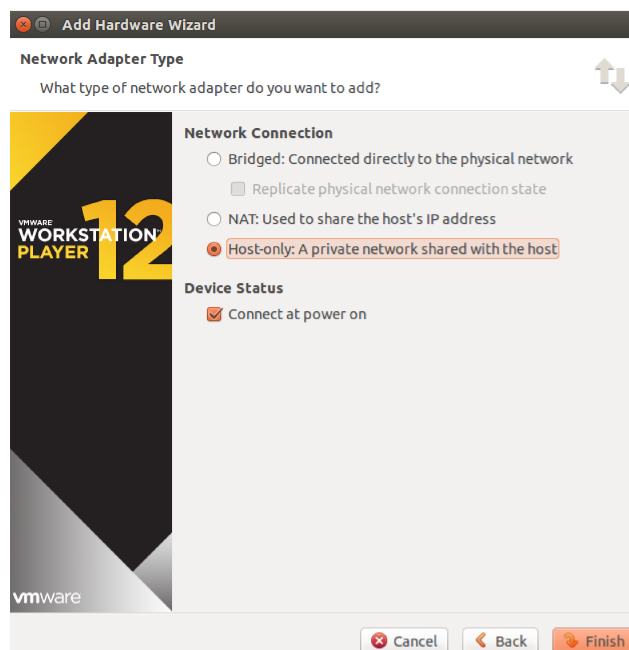 Add Hardware Wizard
Network Adapter Type
What type of network adapter do you want to add?
Network Connection
Bridged: Connected directly to the physical network
Replicate physical network connection state
NAT: Used to share the host's IP address
Host-only: A private network shared with the host
Device Status
Connect at power on
VMWARE
WORKSTATION™
PLAYER
12
vmware
Cancel
Back
Finish